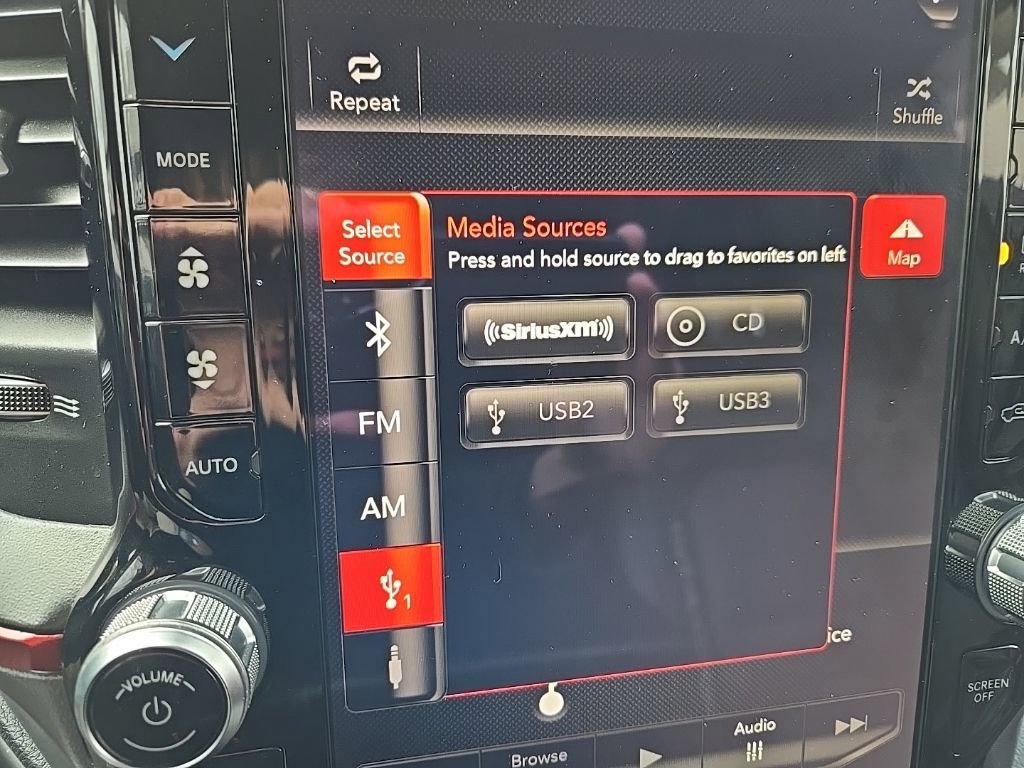 Repeat
Shuffle
MODE
Select
Source
Media Sources
Press and hold source to drag to favorites on left
Map
((SiriusXM))
CD
FM
USB2
USB3
AUTO
AM
1
VOLUME
ice
SCREEN
OFF
Browse
Audio
A/